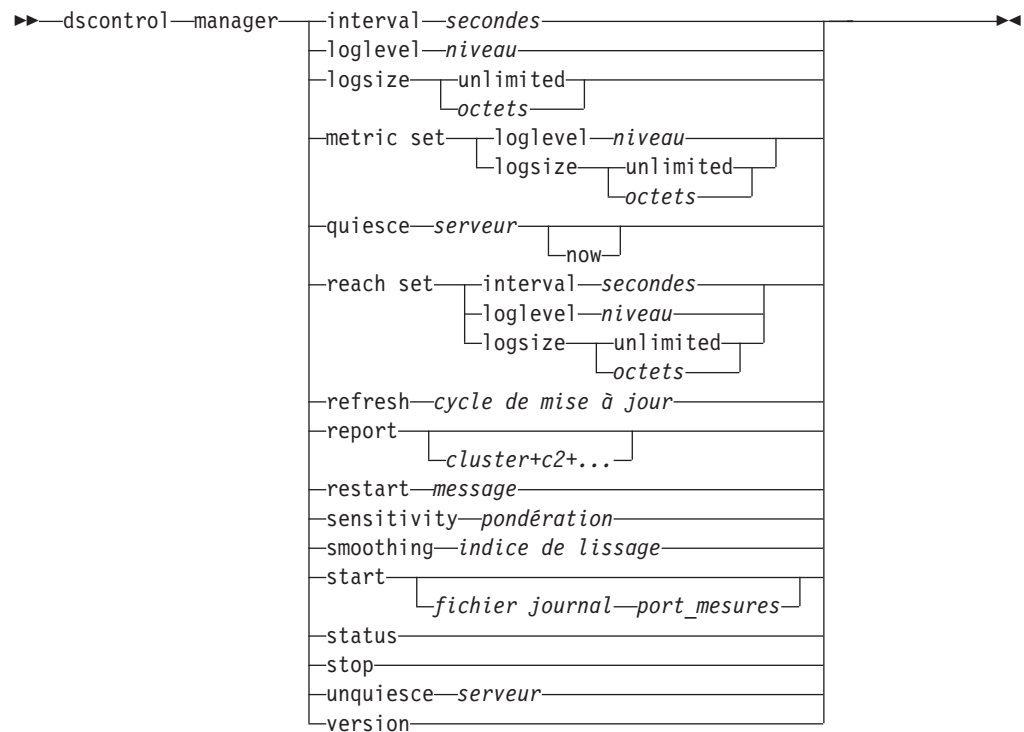 dscontrol manager interval secondes
loglevel niveau
logsize unlimited
octets
metric set loglevel niveau
logsize unlimited
octets
quiesce serveur
now
reach set interval secondes
loglevel niveau
logsize unlimited
octets
refresh cycle de mise à jour
report
cluster+c2+...
restart message
sensitivity pondération
smoothing indice de lissage
start
fichier journal port_mesures
status
stop
unquiesce serveur
version